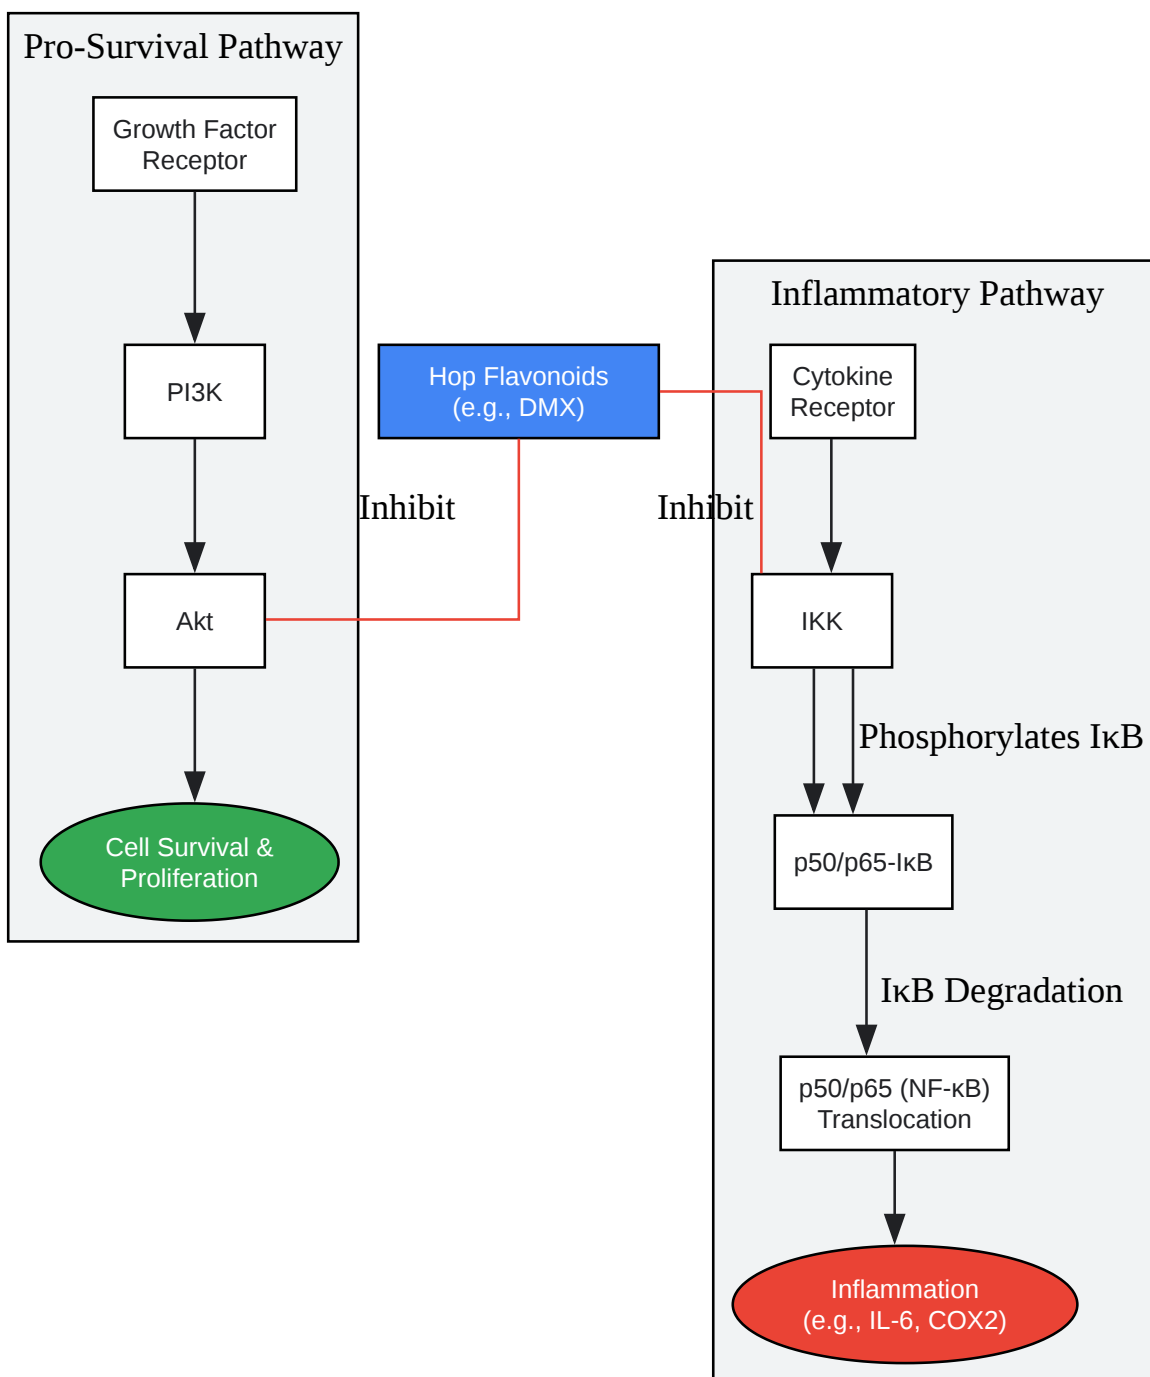 Pro-Survival Pathway
Growth Factor
Receptor
PI3K
Akt
Cell Survival &
Proliferation
Hop Flavonoids
(e.g., DMX)
Inhibit
Inhibit
Inflammatory Pathway
Cytokine
Receptor
IKK
Phosphorylates IκB
p50/p65-IκB
IκB Degradation
p50/p65 (NF-κB)
Translocation
Inflammation
(e.g., IL-6, COX2)